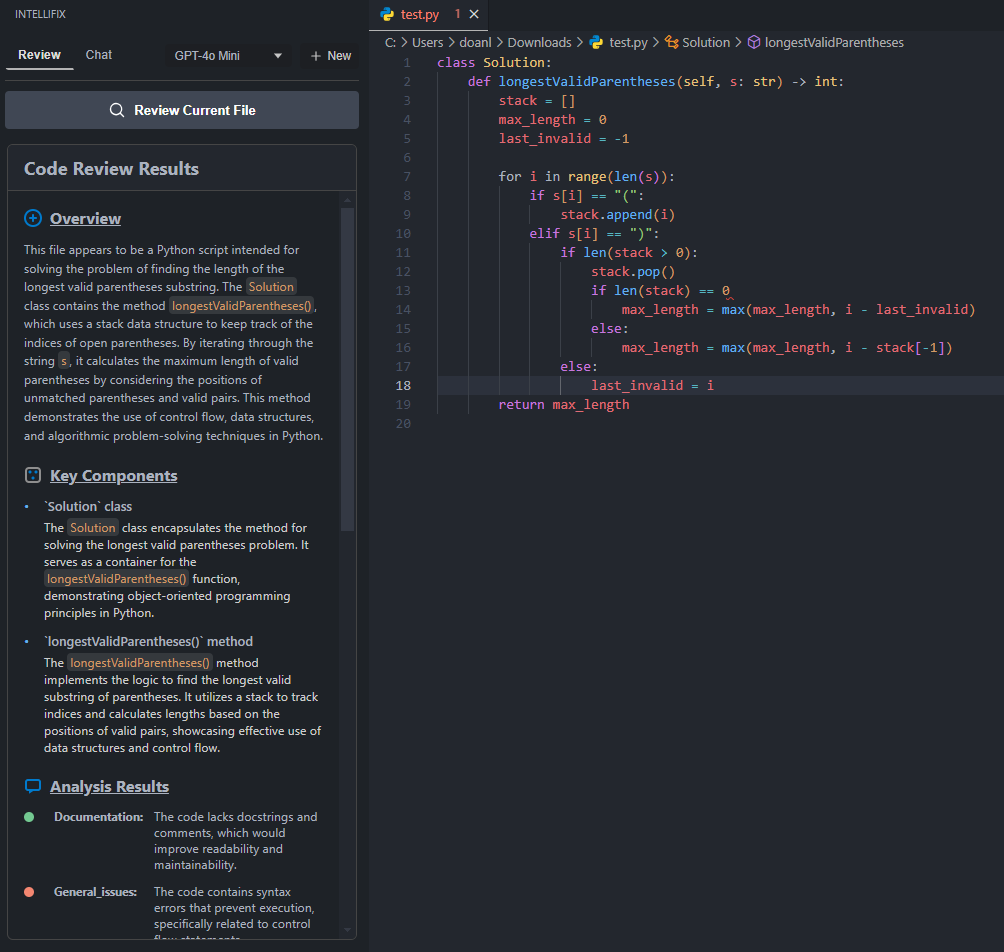 INTELLIFIX
Review Chat GPT-4o Mini + New
Review Current File
Code Review Results
Overview
This file appears to be a Python script intended for
solving the problem of finding the length of the
longest valid parentheses substring. The Solution
class contains the method longestValidParentheses(),
which uses a stack data structure to keep track of the
indices of open parentheses. By iterating through the
string s, it calculates the maximum length of valid
parentheses by considering the positions of
unmatched parentheses and valid pairs. This method
demonstrates the use of control flow, data structures,
and algorithmic problem-solving techniques in Python.
Key Components
• `Solution` class
The Solution class encapsulates the method for
solving the longest valid parentheses problem. It
serves as a container for the
longestValidParentheses() function,
demonstrating object-oriented programming
principles in Python.
• `longestValidParentheses()` method
The longestValidParentheses() method
implements the logic to find the longest valid
substring of parentheses. It utilizes a stack to track
indices and calculates lengths based on the
positions of valid pairs, showcasing effective use of
data structures and control flow.
Analysis Results
Documentation: The code lacks docstrings and
comments, which would
improve readability and
maintainability.
General_issues: The code contains syntax
errors that prevent execution,
specifically related to control
flow statements.
test.py 1
C: > Users > doanl > Downloads > test.py > Solution > longestValidParentheses
1 class Solution:
2 def longestValidParentheses(self, s: str) -> int:
3 stack = []
4 max_length = 0
5 last_invalid = -1
6
7 for i in range(len(s)):
8 if s[i] == "(":
9 stack.append(i)
10 elif s[i] == ")":
11 if len(stack > 0):
12 stack.pop()
13 if len(stack) == 0
14 max_length = max(max_length, i - last_invalid)
15 else:
16 max_length = max(max_length, i - stack[-1])
17 else:
18 last_invalid = i
19 return max_length
20